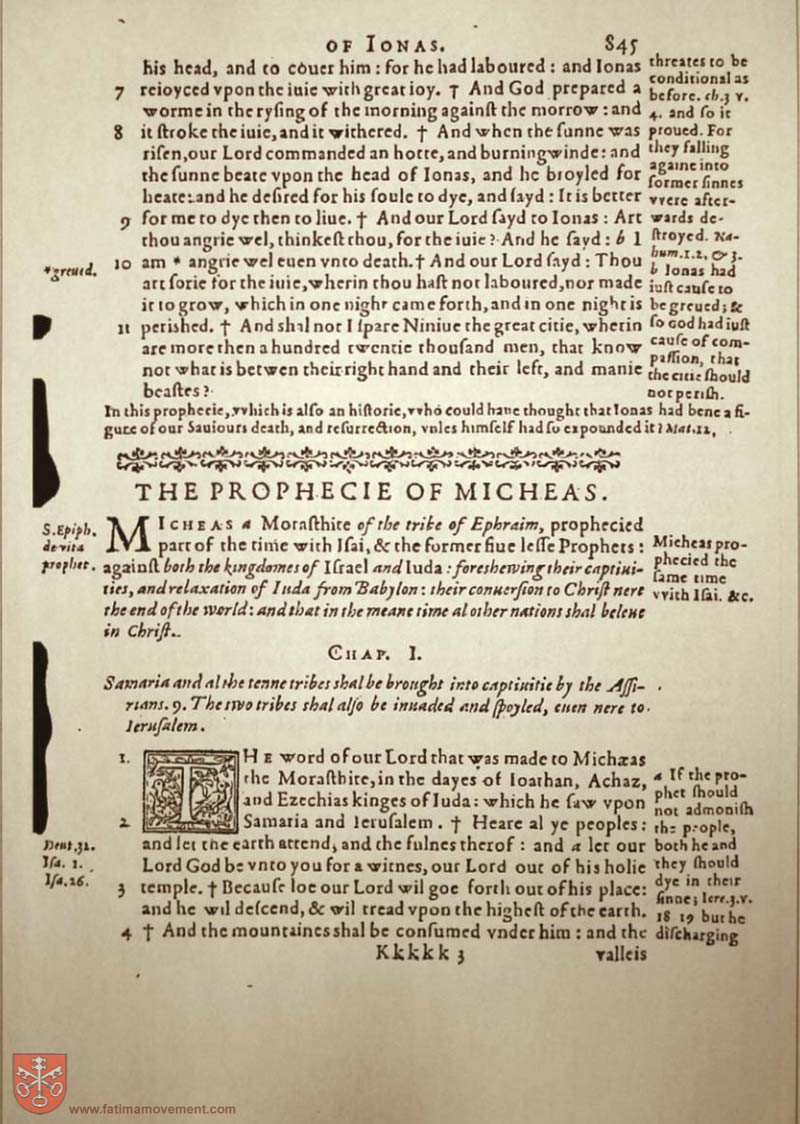 OF IONAS. 845
his head, and to couer him : for he had laboured : and Ionas
7 reioyced vpon the iuie with great ioy. † And God prepared a
worme in the rysing of the morning againſt the morrow : and
8 it ſtroke the iuie, and it withered. † And when the ſunne was
riſen, our Lord commanded an hotte, and burning winde : and
the ſunne beate vpon the head of Ionas, and he broyled for
heate : and he deſired for his ſoule to dye, and ſayd : It is better
9 for me to dye then to liue. † And our Lord ſayd to Ionas : Art
thou angrie wel, thinkeſt thou, for the iuie ? And he ſayd : b I
10 am * angrie wel euen vnto death. † And our Lord ſayd : Thou
art ſorie for the iuie, wherin thou haſt not laboured, nor made
it to grow, which in one night came forth, and in one night is
11 perished. † And shal not I ſpare Niniue the great citie, wherin
are more then a hundred twentie thouſand men, that know
not what is betwen their right hand and their left, and manie
beaſtes ?
*greued.
threates to be
conditional as
before. ch. 3 v.
4. and ſo it
proued. For
they falling
againe into
former ſinnes
vvere after-
wards de-
ſtroyed. Na-
hum. 1. 2, & 3.
b Ionas had
iuſt cauſe to
be greued; &
ſo God had iuſt
cauſe of com-
paſſion, that
the citie ſhould
not periſh.
In this prophecie, vvhich is alſo an hiſtorie, vvho could haue thought that Ionas had bene a fi-
gure of our Sauiours death, and reſurrection, vnles himſelf had ſo expounded it ? Mat. 12,
THE PROPHECIE OF MICHEAS.
MICHEAS a Moraſthite of the tribe of Ephraim, prophecied
part of the time with Iſai, & the former fiue leſſe Prophets :
againſt both the kingdomes of Iſrael and Iuda : foreshewing their captiui-
ties, and relaxation of Iuda from Babylon : their conuerſion to Chriſt nere
the end of the world : and that in the meane time al other nations shal beleue
in Chriſt.
S. Epiph.
de vita
prophet.
Micheas pro-
phecied the
ſame time
vvith Iſai. &c.
CHAP. I.
Samaria and al the tenne tribes shal be brought into captiuitie by the Aſſi-
rians. 9. The two tribes shal alſo be inuaded and ſpoyled, euen nere to
Ieruſalem.
1. THE word of our Lord that was made to Michæas
the Moraſthite, in the dayes of Ioathan, Achaz,
and Ezechias kinges of Iuda : which he ſaw vpon
2 Samaria and Ieruſalem. † Heare al ye peoples :
and let the earth attend, and the fulnes therof : and a let our
Lord God be vnto you for a witnes, our Lord out of his holie
3 temple. † Becauſe loe our Lord wil goe forth out of his place:
and he wil deſcend, & wil tread vpon the higheſt of the earth.
4 † And the mountaines shal be conſumed vnder him : and the
Deut. 32.
Iſa. 1.
Iſa. 26.
a If the pro-
phet ſhould
not admoniſh
the people,
both he and
they ſhould
dye in their
ſinne; Iere. 3. v.
18 19 but he
diſcharging
Kkkkk 3 valleis
www.fatimamovement.com